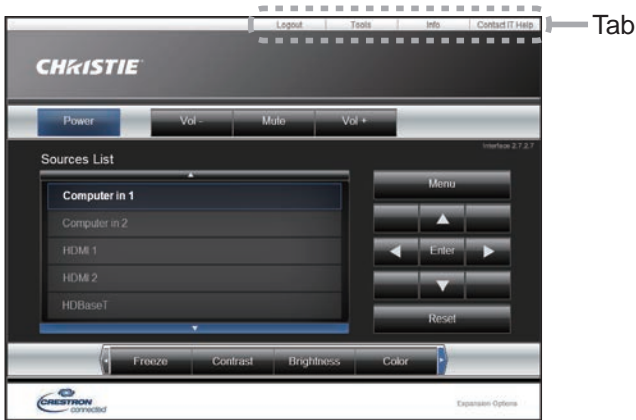 Logout Tools Info Contact IT Help
Tab
CHRISTIE
Power Vol - Mute Vol +
Interface 2.7.2.7
Sources List
Menu
Computer in 1
Computer in 2
HDMI 1
Enter
HDMI 2
HDBaseT
Reset
Freeze Contrast Brightness Color
CRESTRON
connected
Expansion Options